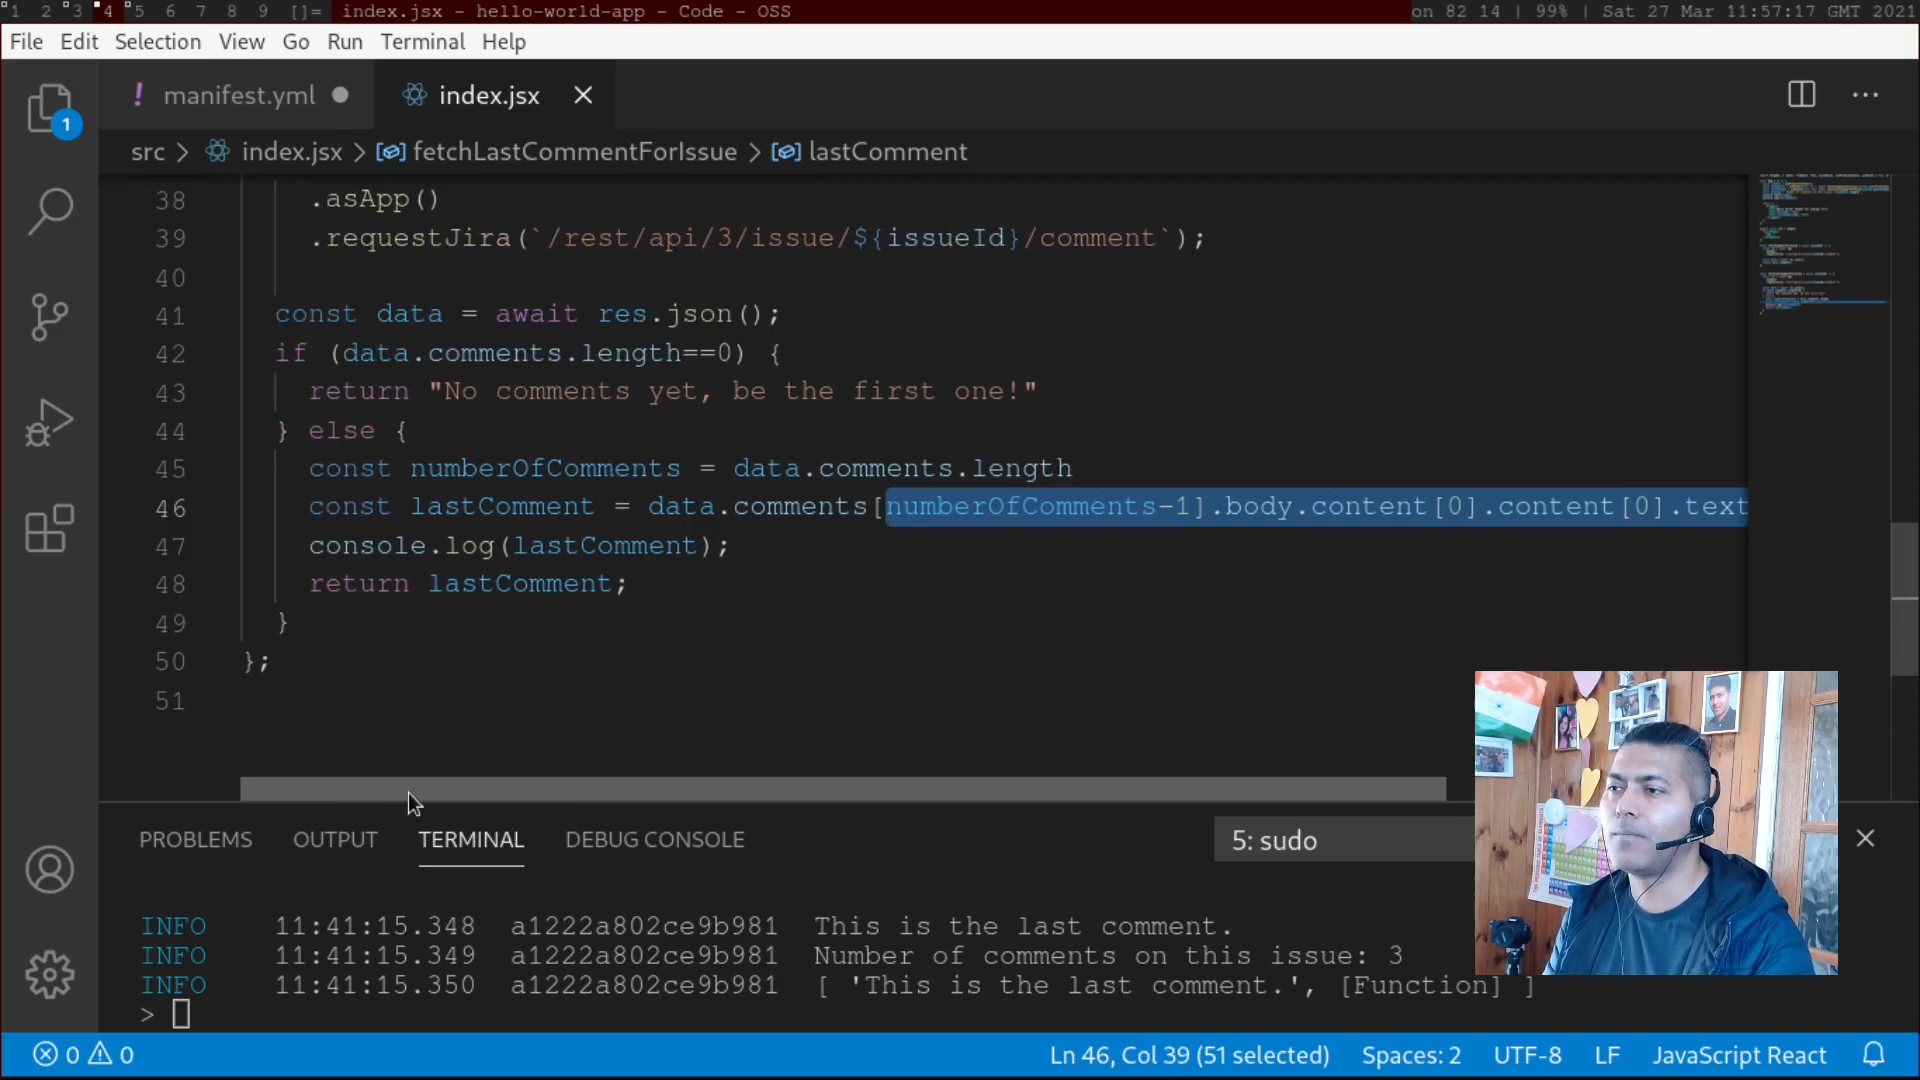 1 2 3 4 5 6 7 8 9 []= index.jsx - hello-world-app - Code - OSS on 82 14 | 99% | Sat 27 Mar 11:57:17 GMT 2021
File Edit Selection View Go Run Terminal Help
! manifest.yml ● index.jsx ×
1
src > index.jsx > fetchLastCommentForIssue > lastComment
38 .asApp()
39 .requestJira(`/rest/api/3/issue/${issueId}/comment`);
40
41 const data = await res.json();
42 if (data.comments.length==0) {
43 return "No comments yet, be the first one!"
44 } else {
45 const numberOfComments = data.comments.length
46 const lastComment = data.comments[numberOfComments-1].body.content[0].content[0].text
47 console.log(lastComment);
48 return lastComment;
49 }
50 };
51
PROBLEMS OUTPUT TERMINAL DEBUG CONSOLE 5: sudo
INFO 11:41:15.348 a1222a802ce9b981 This is the last comment.
INFO 11:41:15.349 a1222a802ce9b981 Number of comments on this issue: 3
INFO 11:41:15.350 a1222a802ce9b981 [ 'This is the last comment.', [Function] ]
>
0 0 Ln 46, Col 39 (51 selected) Spaces: 2 UTF-8 LF JavaScript React